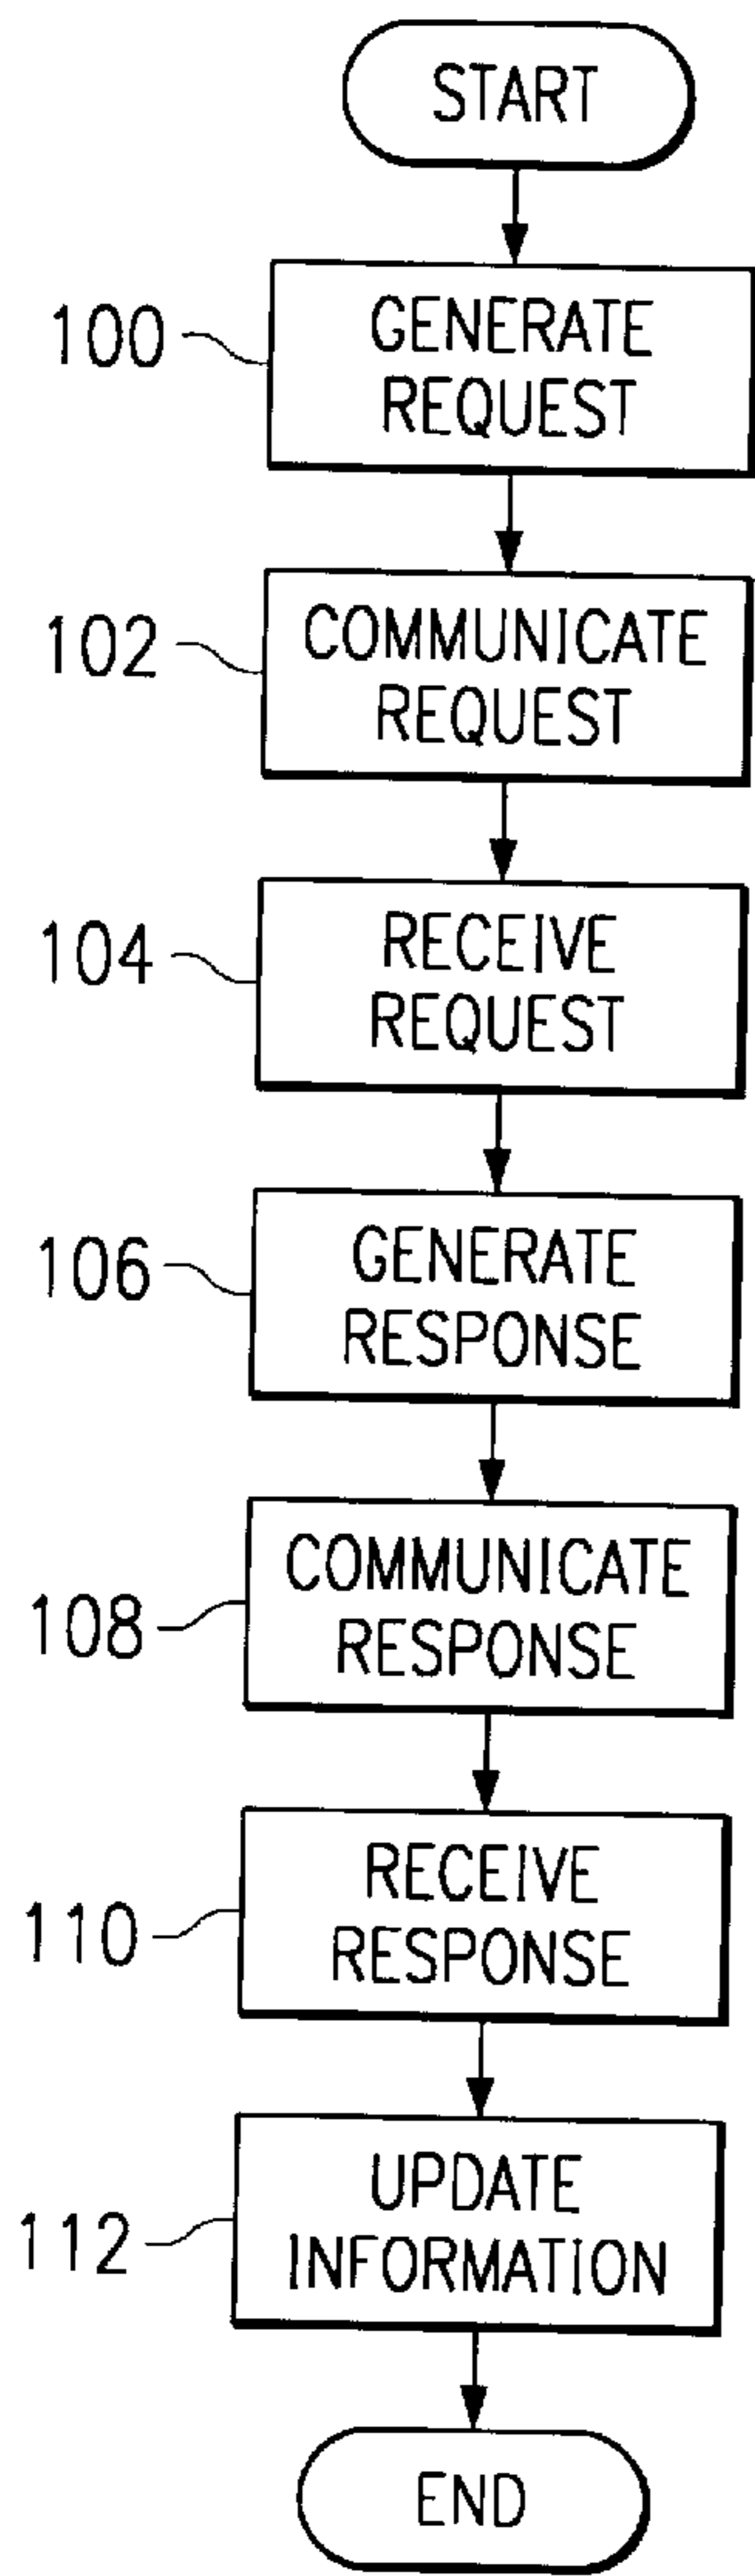 START
100
GENERATE
REQUEST
102
COMMUNICATE
REQUEST
104
RECEIVE
REQUEST
106
GENERATE
RESPONSE
108
COMMUNICATE
RESPONSE
110
RECEIVE
RESPONSE
112
UPDATE
INFORMATION
END